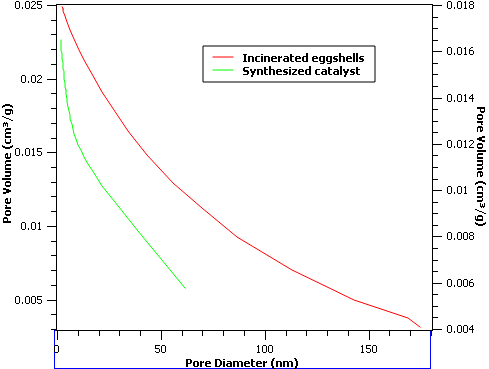 0.025
0.02
0.015
0.01
0.005
Pore Volume (cm³/g)
Incinerated eggshells
Synthesized catalyst
0.018
0.016
0.014
0.012
0.01
0.008
0.006
0.004
Pore Volume (cm³/g)
0 50 100 150
Pore Diameter (nm)